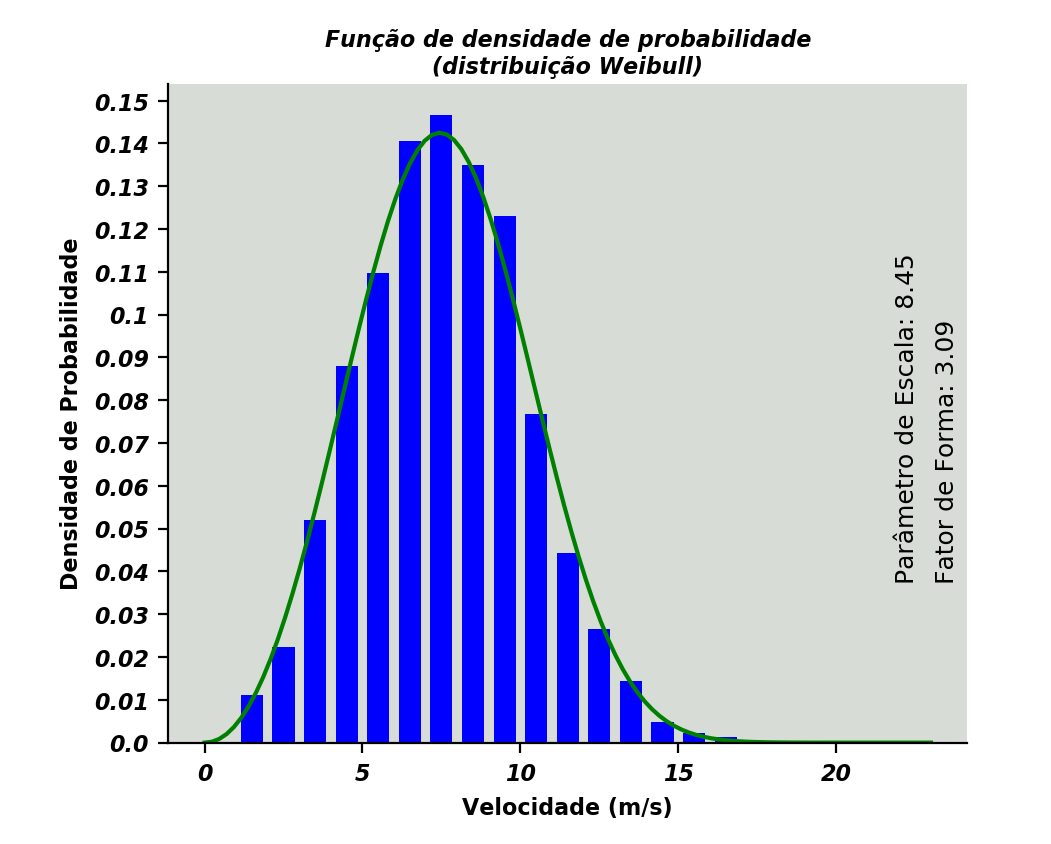 Função de densidade de probabilidade
(distribuição Weibull)
0.15
0.14
0.13
0.12
0.11
0.1
0.09
0.08
0.07
0.06
0.05
0.04
0.03
0.02
0.01
0.0
Densidade de Probabilidade
0 5 10 15 20
Velocidade (m/s)
Parâmetro de Escala: 8.45
Fator de Forma: 3.09